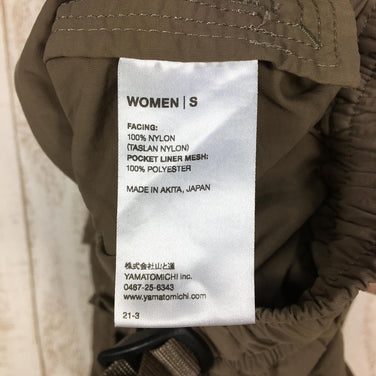 WOMEN | S
FACING:
100% NYLON
(TASLAN NYLON)
POCKET LINER MESH:
100% POLYESTER
MADE IN AKITA, JAPAN
株式会社山と道
YAMATOMICHI Inc.
0467-25-6343
www.yamatomichi.com
21-3